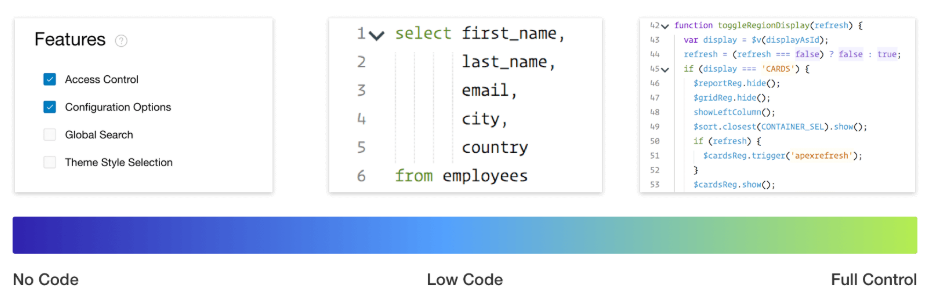 Features ?
Access Control
Configuration Options
Global Search
Theme Style Selection
1 select first_name,
2 last_name,
3 email,
4 city,
5 country
6 from employees
42 function toggleRegionDisplay(refresh) {
43 var display = $v(displayAsId);
44 refresh = (refresh === false) ? false : true;
45 if (display === 'CARDS') {
46 $reportReg.hide();
47 $gridReg.hide();
48 showLeftColumn();
49 $sort.closest(CONTAINER_SEL).show();
50 if (refresh) {
51 $cardsReg.trigger('apexrefresh');
52 }
53 $cardsReg.show();
No Code
Low Code
Full Control